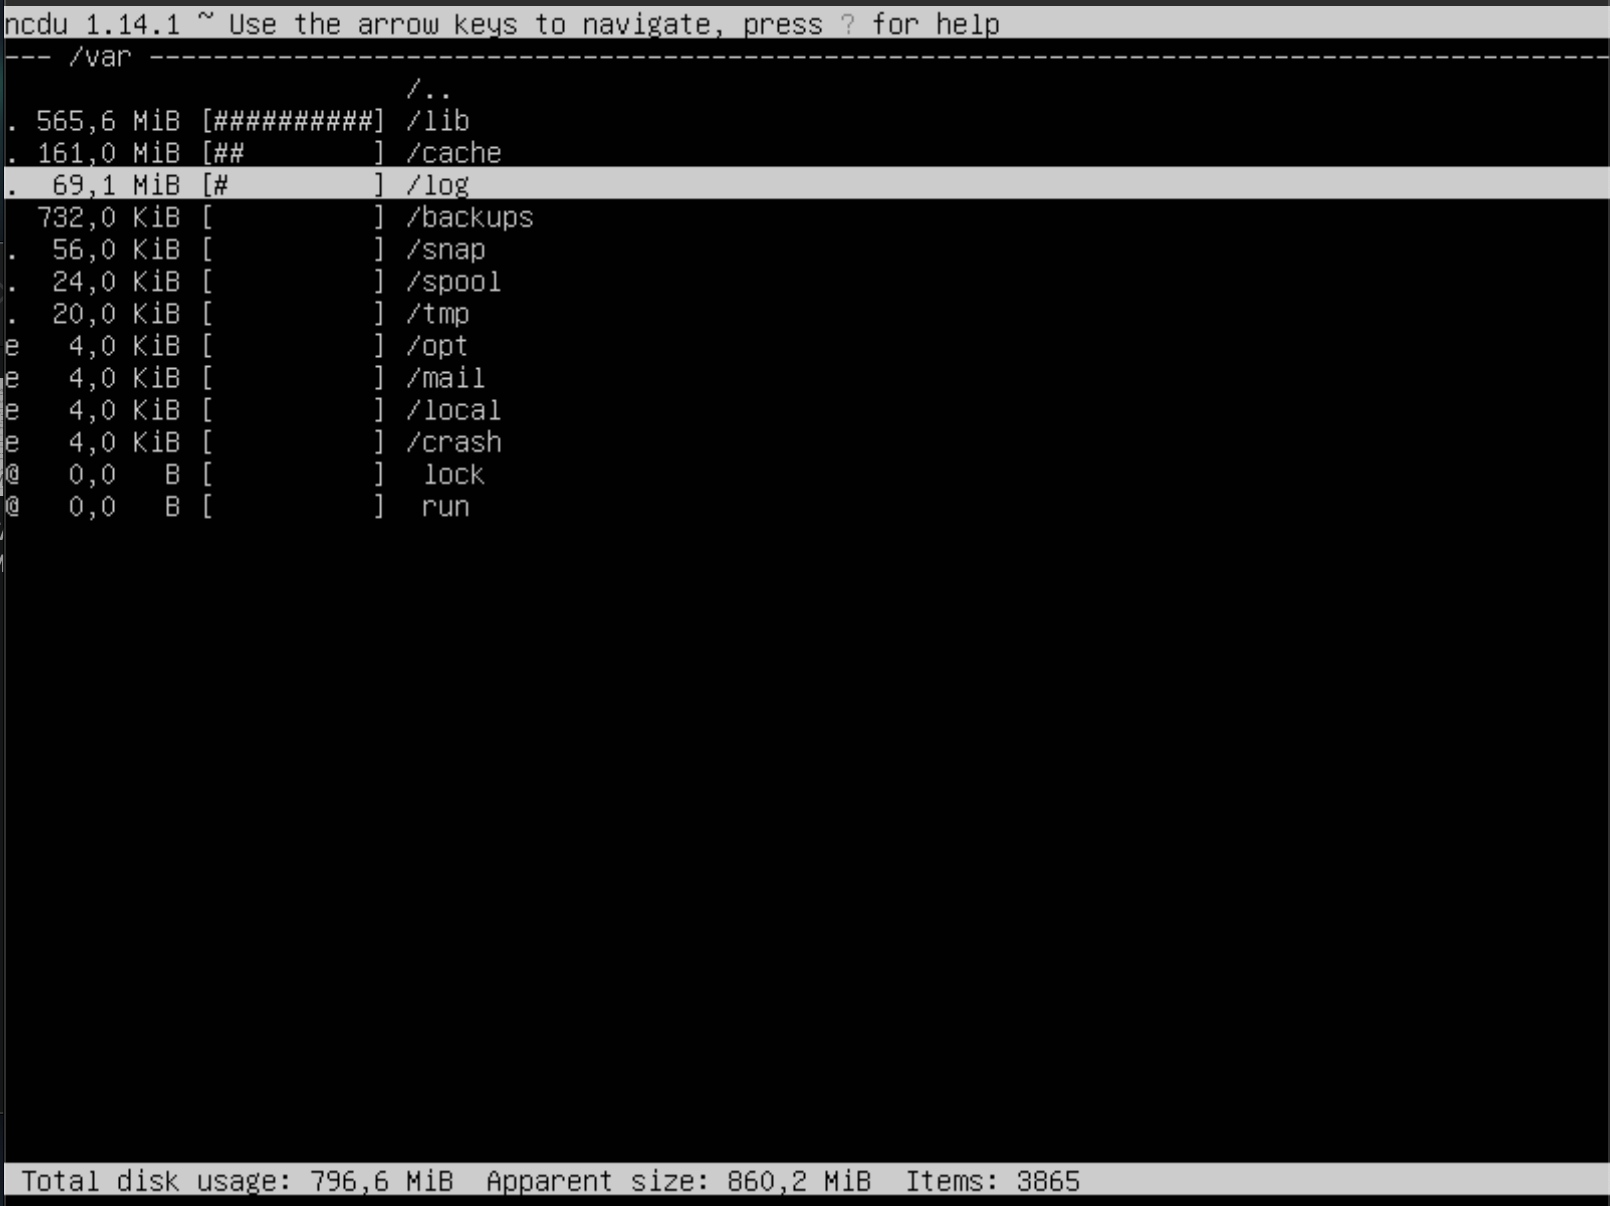 ncdu 1.14.1 ~ Use the arrow keys to navigate, press ? for help
--- /var -------------------------------------------------------------------------------------------
                         /..
. 565,6 MiB [##########] /lib
. 161,0 MiB [##        ] /cache
.  69,1 MiB [#         ] /log
  732,0 KiB [          ] /backups
.  56,0 KiB [          ] /snap
.  24,0 KiB [          ] /spool
.  20,0 KiB [          ] /tmp
e   4,0 KiB [          ] /opt
e   4,0 KiB [          ] /mail
e   4,0 KiB [          ] /local
e   4,0 KiB [          ] /crash
@   0,0   B [          ]  lock
@   0,0   B [          ]  run
Total disk usage: 796,6 MiB  Apparent size: 860,2 MiB  Items: 3865